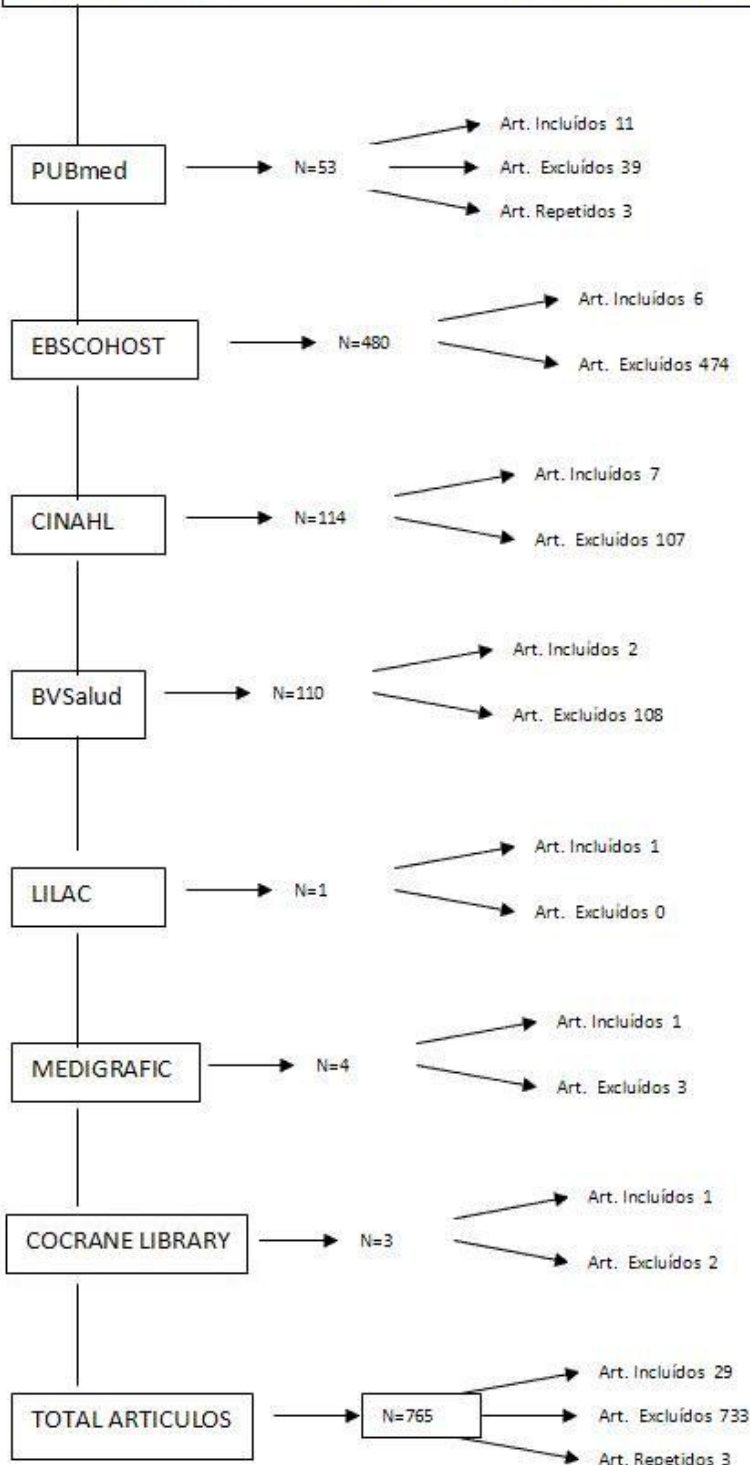 PUBmed
N=53
Art. Incluídos 11
Art. Excluídos 39
Art. Repetidos 3
EBSCOHOST
N=480
Art. Incluídos 6
Art. Excluídos 474
CINAHL
N=114
Art. Incluídos 7
Art. Excluídos 107
BVSalud
N=110
Art. Incluídos 2
Art. Excluídos 108
LILAC
N=1
Art. Incluídos 1
Art. Excluídos 0
MEDIGRAFIC
N=4
Art. Incluídos 1
Art. Excluídos 3
COCRANE LIBRARY
N=3
Art. Incluídos 1
Art. Excluídos 2
TOTAL ARTICULOS
N=765
Art. Incluídos 29
Art. Excluídos 733
Art. Repetidos 3